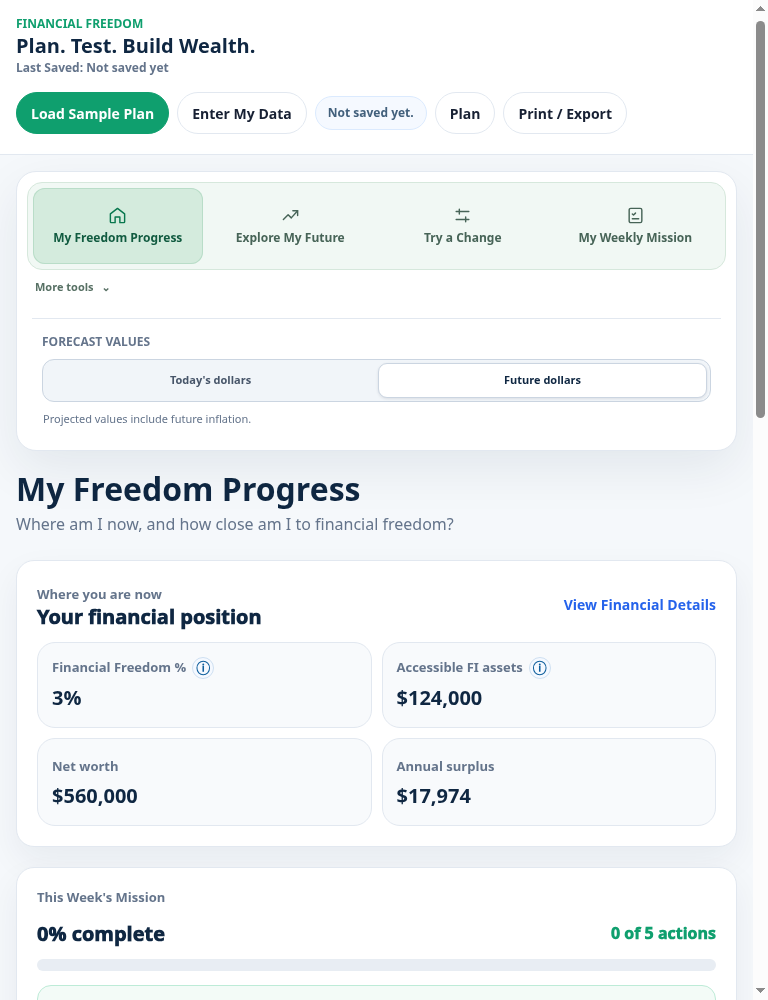 FINANCIAL FREEDOM
Plan. Test. Build Wealth.
Last Saved: Not saved yet
Load Sample Plan
Enter My Data
Not saved yet.
Plan
Print / Export
My Freedom Progress
Explore My Future
Try a Change
My Weekly Mission
More tools
FORECAST VALUES
Today's dollars
Future dollars
Projected values include future inflation.
My Freedom Progress
Where am I now, and how close am I to financial freedom?
Where you are now
Your financial position
View Financial Details
Financial Freedom % ⓘ
3%
Accessible FI assets ⓘ
$124,000
Net worth
$560,000
Annual surplus
$17,974
This Week's Mission
0% complete
0 of 5 actions